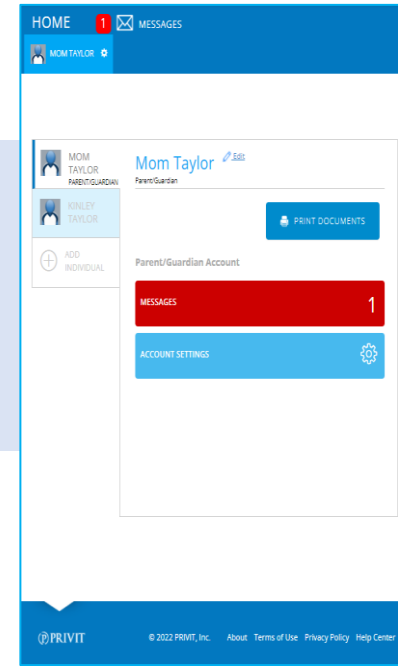 HOME 1 MESSAGES
MOM TAYLOR
MOM
TAYLOR
PARENT/GUARDIAN
KINLEY
TAYLOR
ADD
INDIVIDUAL
Mom Taylor Edit
Parent/Guardian
PRINT DOCUMENTS
Parent/Guardian Account
MESSAGES 1
ACCOUNT SETTINGS
PRIVIT © 2022 PRIVIT, Inc. About Terms of Use Privacy Policy Help Center